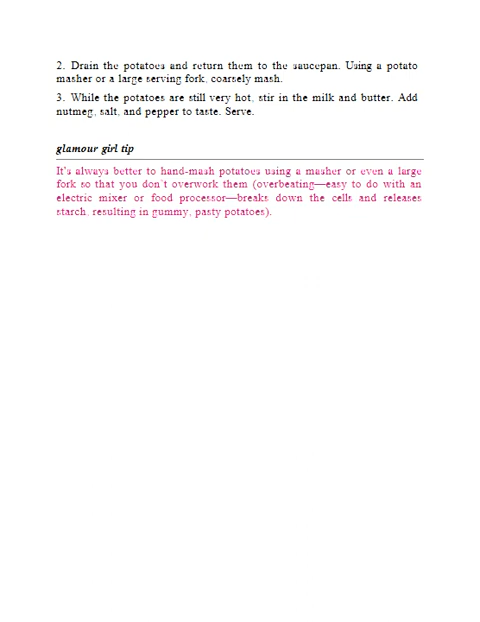 2. Drain the potatoes and return them to the saucepan. Using a potato
masher or a large serving fork, coarsely mash.
3. While the potatoes are still very hot, stir in the milk and butter. Add
nutmeg, salt, and pepper to taste. Serve.
glamour girl tip
It's always better to hand-mash potatoes using a masher or even a large
fork so that you don't overwork them (overbeating—easy to do with an
electric mixer or food processor—breaks down the cells and releases
starch, resulting in gummy, pasty potatoes).